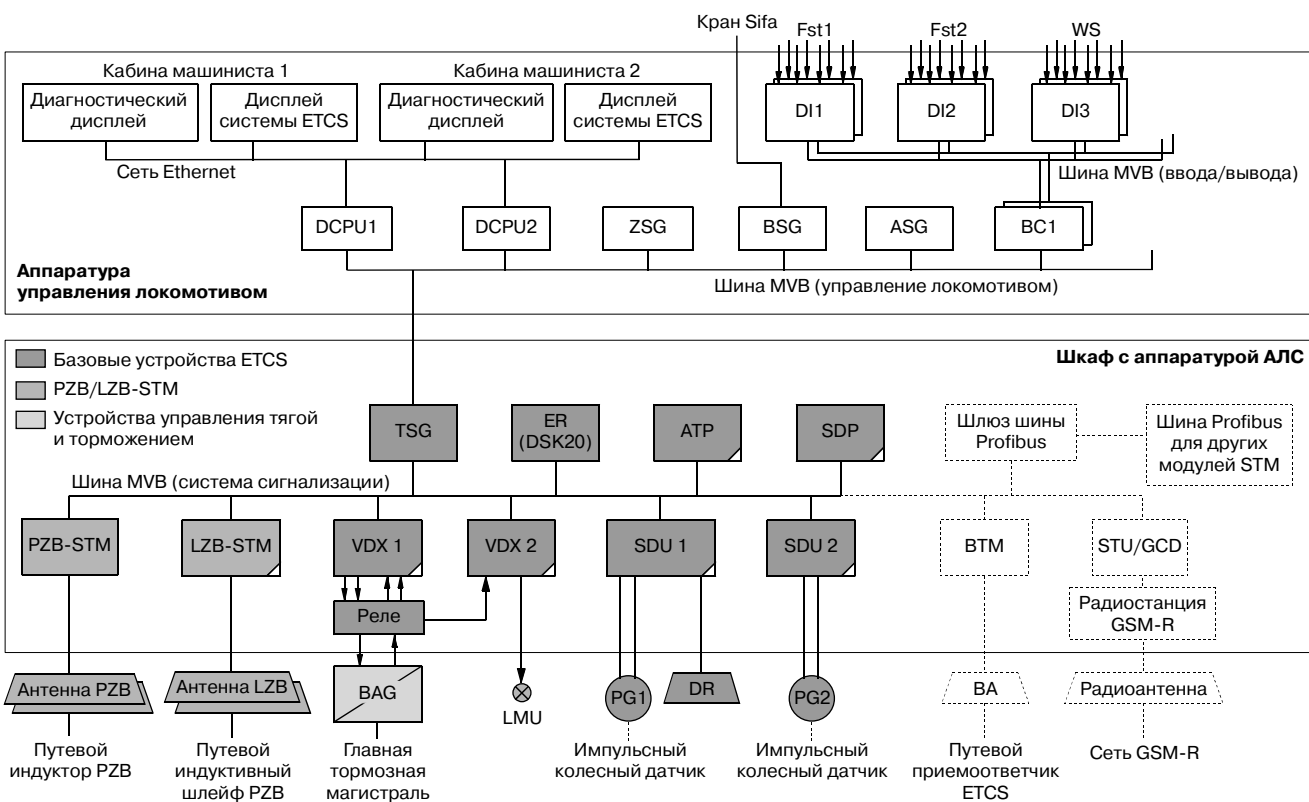 Кран Sifa
Fst1
Fst2
WS
Кабина машиниста 1
Кабина машиниста 2
Диагностический
дисплей
Дисплей
системы ETCS
Диагностический
дисплей
Дисплей
системы ETCS
DI1
DI2
DI3
Сеть Ethernet
Шина MVB (ввода/вывода)
DCPU1
DCPU2
ZSG
BSG
ASG
BC1
Аппаратура
управления локомотивом
Шина MVB (управление локомотивом)
Базовые устройства ETCS
PZB/LZB-STM
Устройства управления тягой
и торможением
Шкаф с аппаратурой АЛС
TSG
ER
(DSK20)
ATP
SDP
Шлюз шины
Profibus
Шина Profibus
для других
модулей STM
Шина MVB (система сигнализации)
PZB-STM
LZB-STM
VDX 1
VDX 2
SDU 1
SDU 2
BTM
STU/GCD
Реле
Радиостанция
GSM-R
Антенна PZB
Антенна LZB
BAG
LMU
PG1
DR
PG2
BA
Радиоантенна
Путевой
индуктор PZB
Путевой
индуктивный
шлейф PZB
Главная
тормозная
магистраль
Импульсный
колесный датчик
Импульсный
колесный датчик
Путевой
приемоответчик
ETCS
Сеть GSM-R